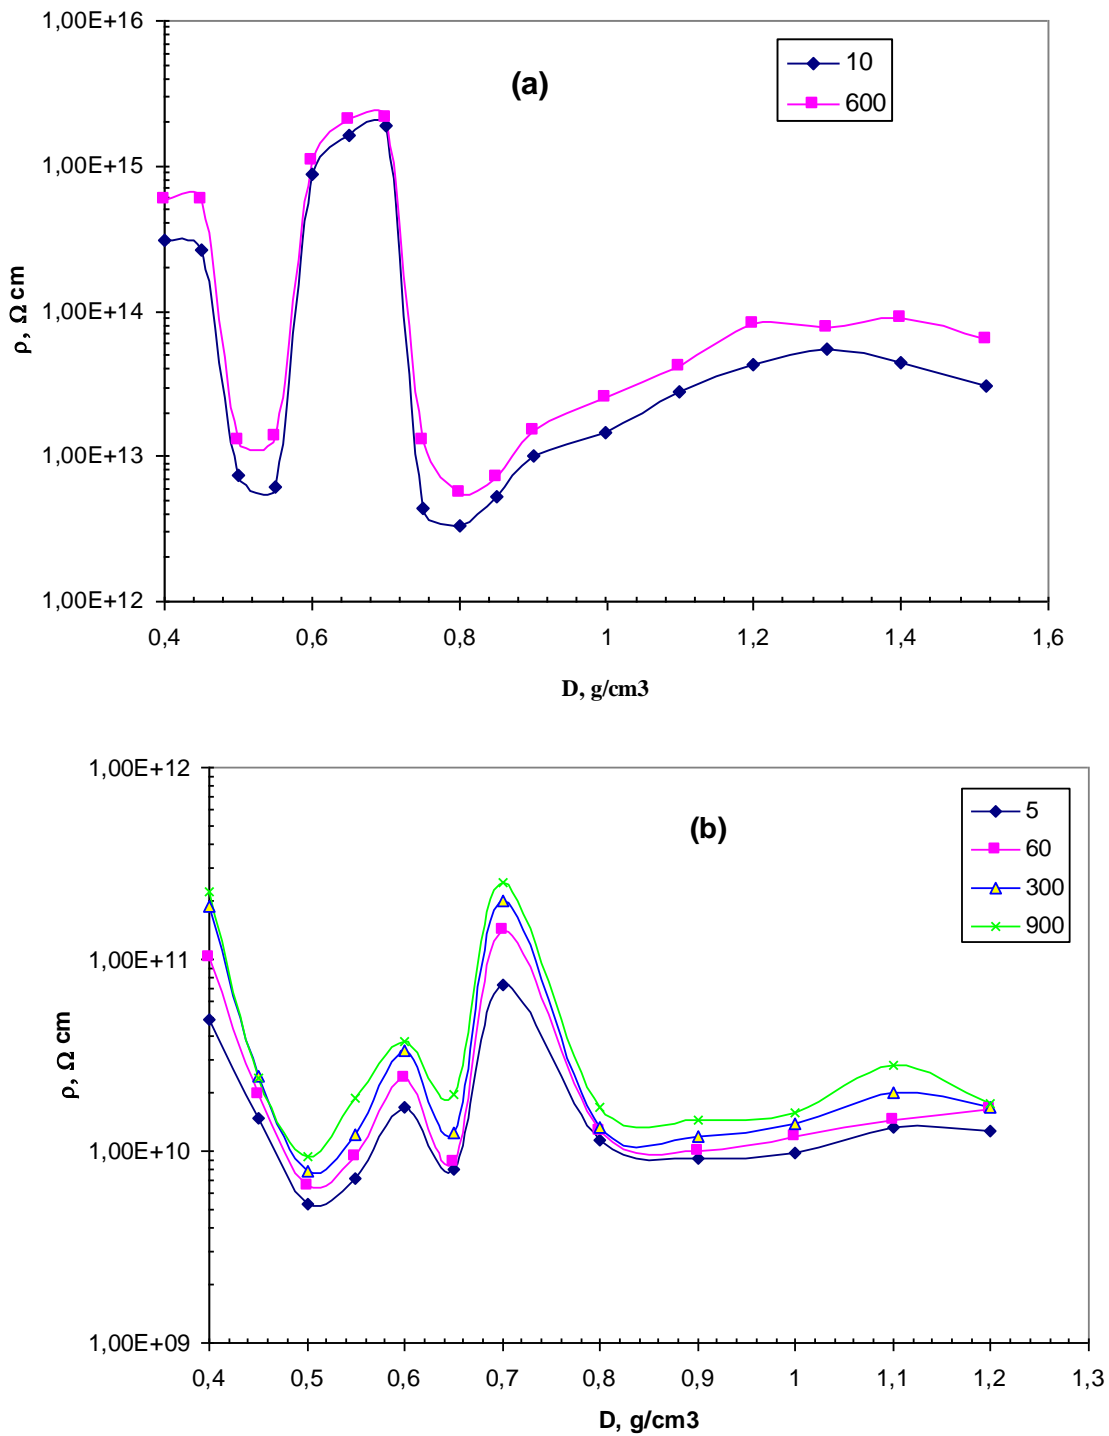 1,00E+16
(a)
10
600
1,00E+15
1,00E+14
1,00E+13
1,00E+12
ρ, Ω cm
0,4 0,6 0,8 1 1,2 1,4 1,6
D, g/cm3
1,00E+12
(b)
5
60
300
900
1,00E+11
1,00E+10
1,00E+09
ρ, Ω cm
0,4 0,5 0,6 0,7 0,8 0,9 1 1,1 1,2 1,3
D, g/cm3